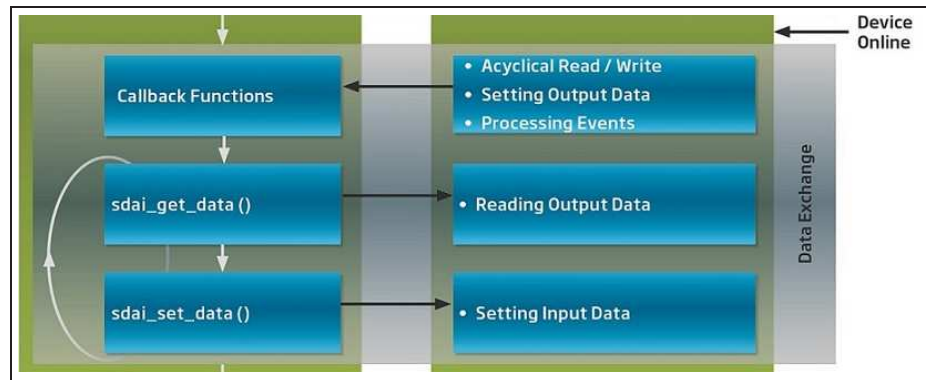 Device
Online
Callback Functions
• Acyclical Read / Write
• Setting Output Data
• Processing Events
sdai_get_data ()
• Reading Output Data
sdai_set_data ()
• Setting Input Data
Data Exchange